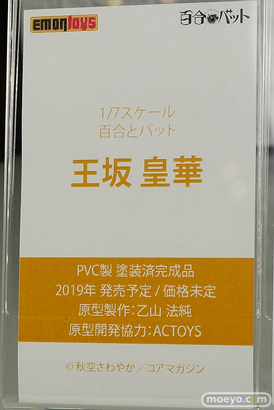 EMONtoys
百合とバット
1/7スケール
百合とバット
王坂 皇華
PVC製 塗装済完成品
2019年 発売予定 / 価格未定
原型製作：乙山 法純
原型開発協力：ACTOYS
© 秋空さわやか／コアマガジン
moeyo.com